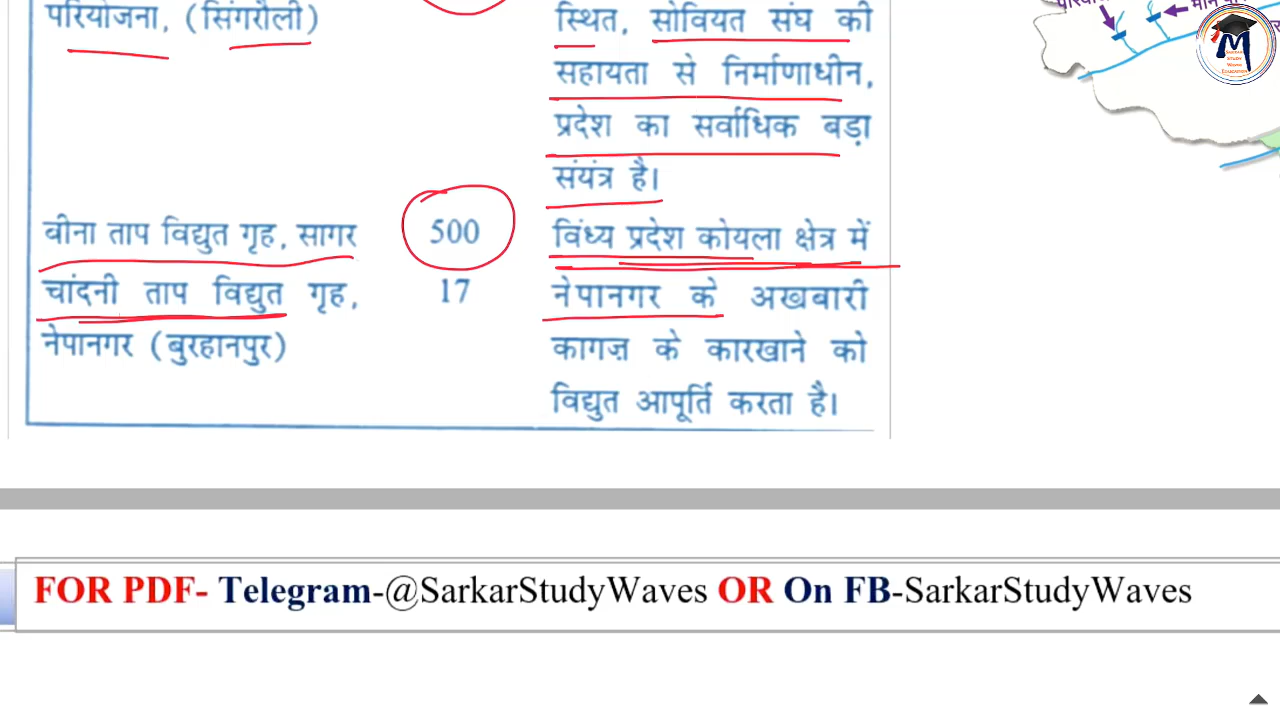 परियोजना, (सिंगरौली)
स्थित, सोवियत संघ की
सहायता से निर्माणाधीन,
प्रदेश का सर्वाधिक बड़ा
संयंत्र है।
बीना ताप विद्युत गृह, सागर 500 विंध्य प्रदेश कोयला क्षेत्र में
चांदनी ताप विद्युत गृह, 17 नेपानगर के अखबारी
नेपानगर (बुरहानपुर) कागज़ के कारखाने को
विद्युत आपूर्ति करता है।
FOR PDF- Telegram-@SarkarStudyWaves OR On FB-SarkarStudyWaves